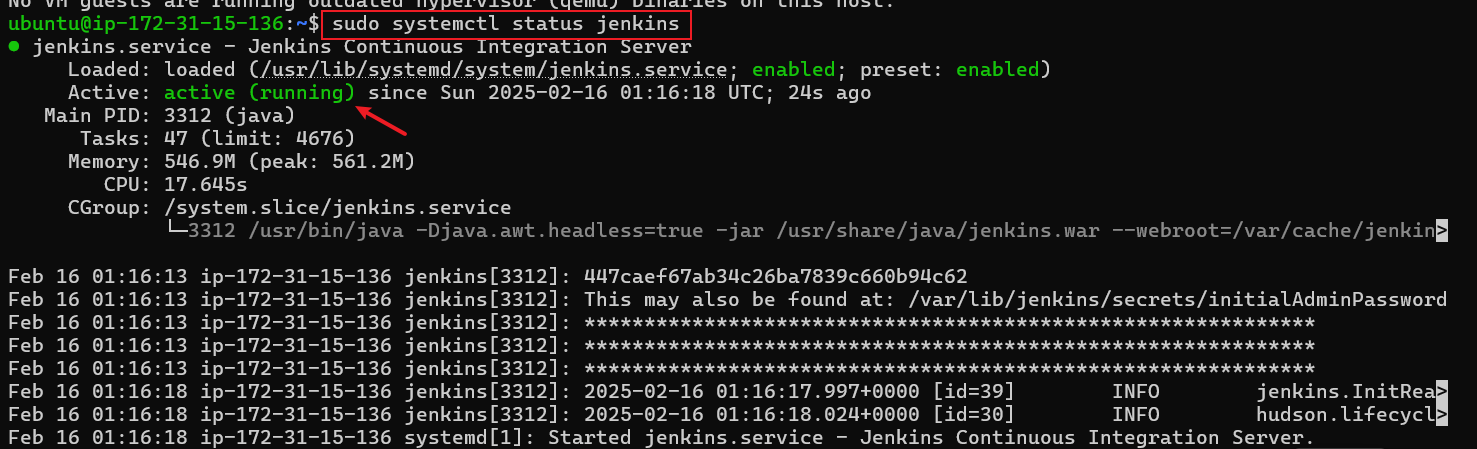 No VM guests are running outdated hypervisor (qemu) binaries on this host.
ubuntu@ip-172-31-15-136:~$ sudo systemctl status jenkins
● jenkins.service - Jenkins Continuous Integration Server
     Loaded: loaded (/usr/lib/systemd/system/jenkins.service; enabled; preset: enabled)
     Active: active (running) since Sun 2025-02-16 01:16:18 UTC; 24s ago
   Main PID: 3312 (java)
      Tasks: 47 (limit: 4676)
     Memory: 546.9M (peak: 561.2M)
        CPU: 17.645s
     CGroup: /system.slice/jenkins.service
             └─3312 /usr/bin/java -Djava.awt.headless=true -jar /usr/share/java/jenkins.war --webroot=/var/cache/jenkin>
Feb 16 01:16:13 ip-172-31-15-136 jenkins[3312]: 447caef67ab34c26ba7839c660b94c62
Feb 16 01:16:13 ip-172-31-15-136 jenkins[3312]: This may also be found at: /var/lib/jenkins/secrets/initialAdminPassword
Feb 16 01:16:13 ip-172-31-15-136 jenkins[3312]: *************************************************************
Feb 16 01:16:13 ip-172-31-15-136 jenkins[3312]: *************************************************************
Feb 16 01:16:13 ip-172-31-15-136 jenkins[3312]: *************************************************************
Feb 16 01:16:18 ip-172-31-15-136 jenkins[3312]: 2025-02-16 01:16:17.997+0000 [id=39]        INFO        jenkins.InitRea>
Feb 16 01:16:18 ip-172-31-15-136 jenkins[3312]: 2025-02-16 01:16:18.024+0000 [id=30]        INFO        hudson.lifecycl>
Feb 16 01:16:18 ip-172-31-15-136 systemd[1]: Started jenkins.service - Jenkins Continuous Integration Server.